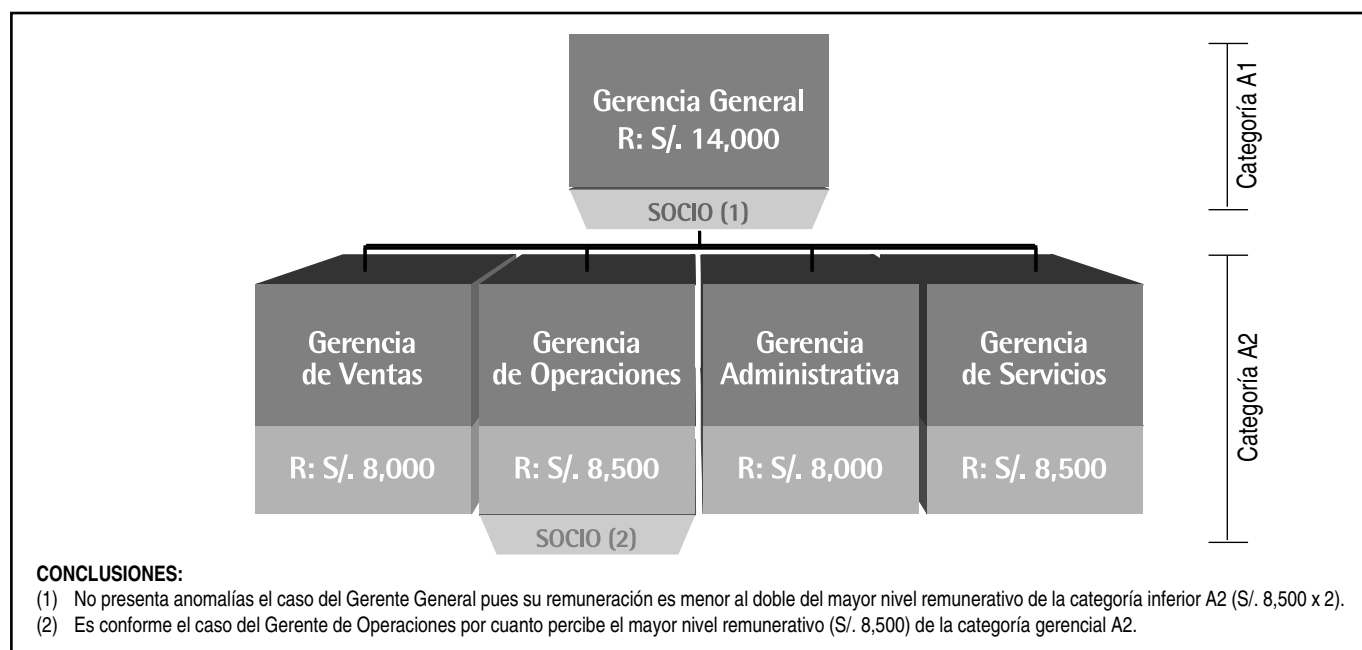 Gerencia General
R: S/. 14,000
SOCIO (1)
Categoría A1
Gerencia
de Ventas
Gerencia
de Operaciones
Gerencia
Administrativa
Gerencia
de Servicios
R: S/. 8,000
R: S/. 8,500
R: S/. 8,000
R: S/. 8,500
SOCIO (2)
Categoría A2
CONCLUSIONES:
(1) No presenta anomalías el caso del Gerente General pues su remuneración es menor al doble del mayor nivel remunerativo de la categoría inferior A2 (S/. 8,500 x 2).
(2) Es conforme el caso del Gerente de Operaciones por cuanto percibe el mayor nivel remunerativo (S/. 8,500) de la categoría gerencial A2.